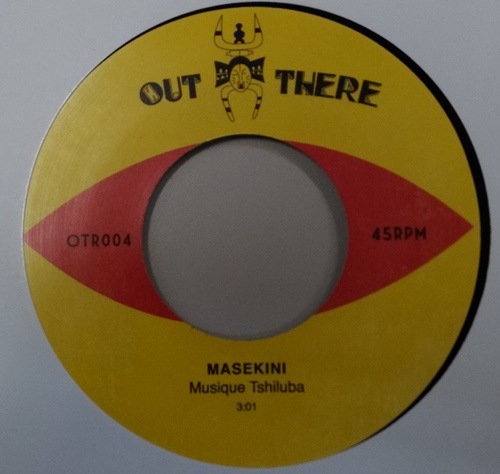 OUT THERE
OTR004
45RPM
MASEKINI
Musique Tshiluba
3:01